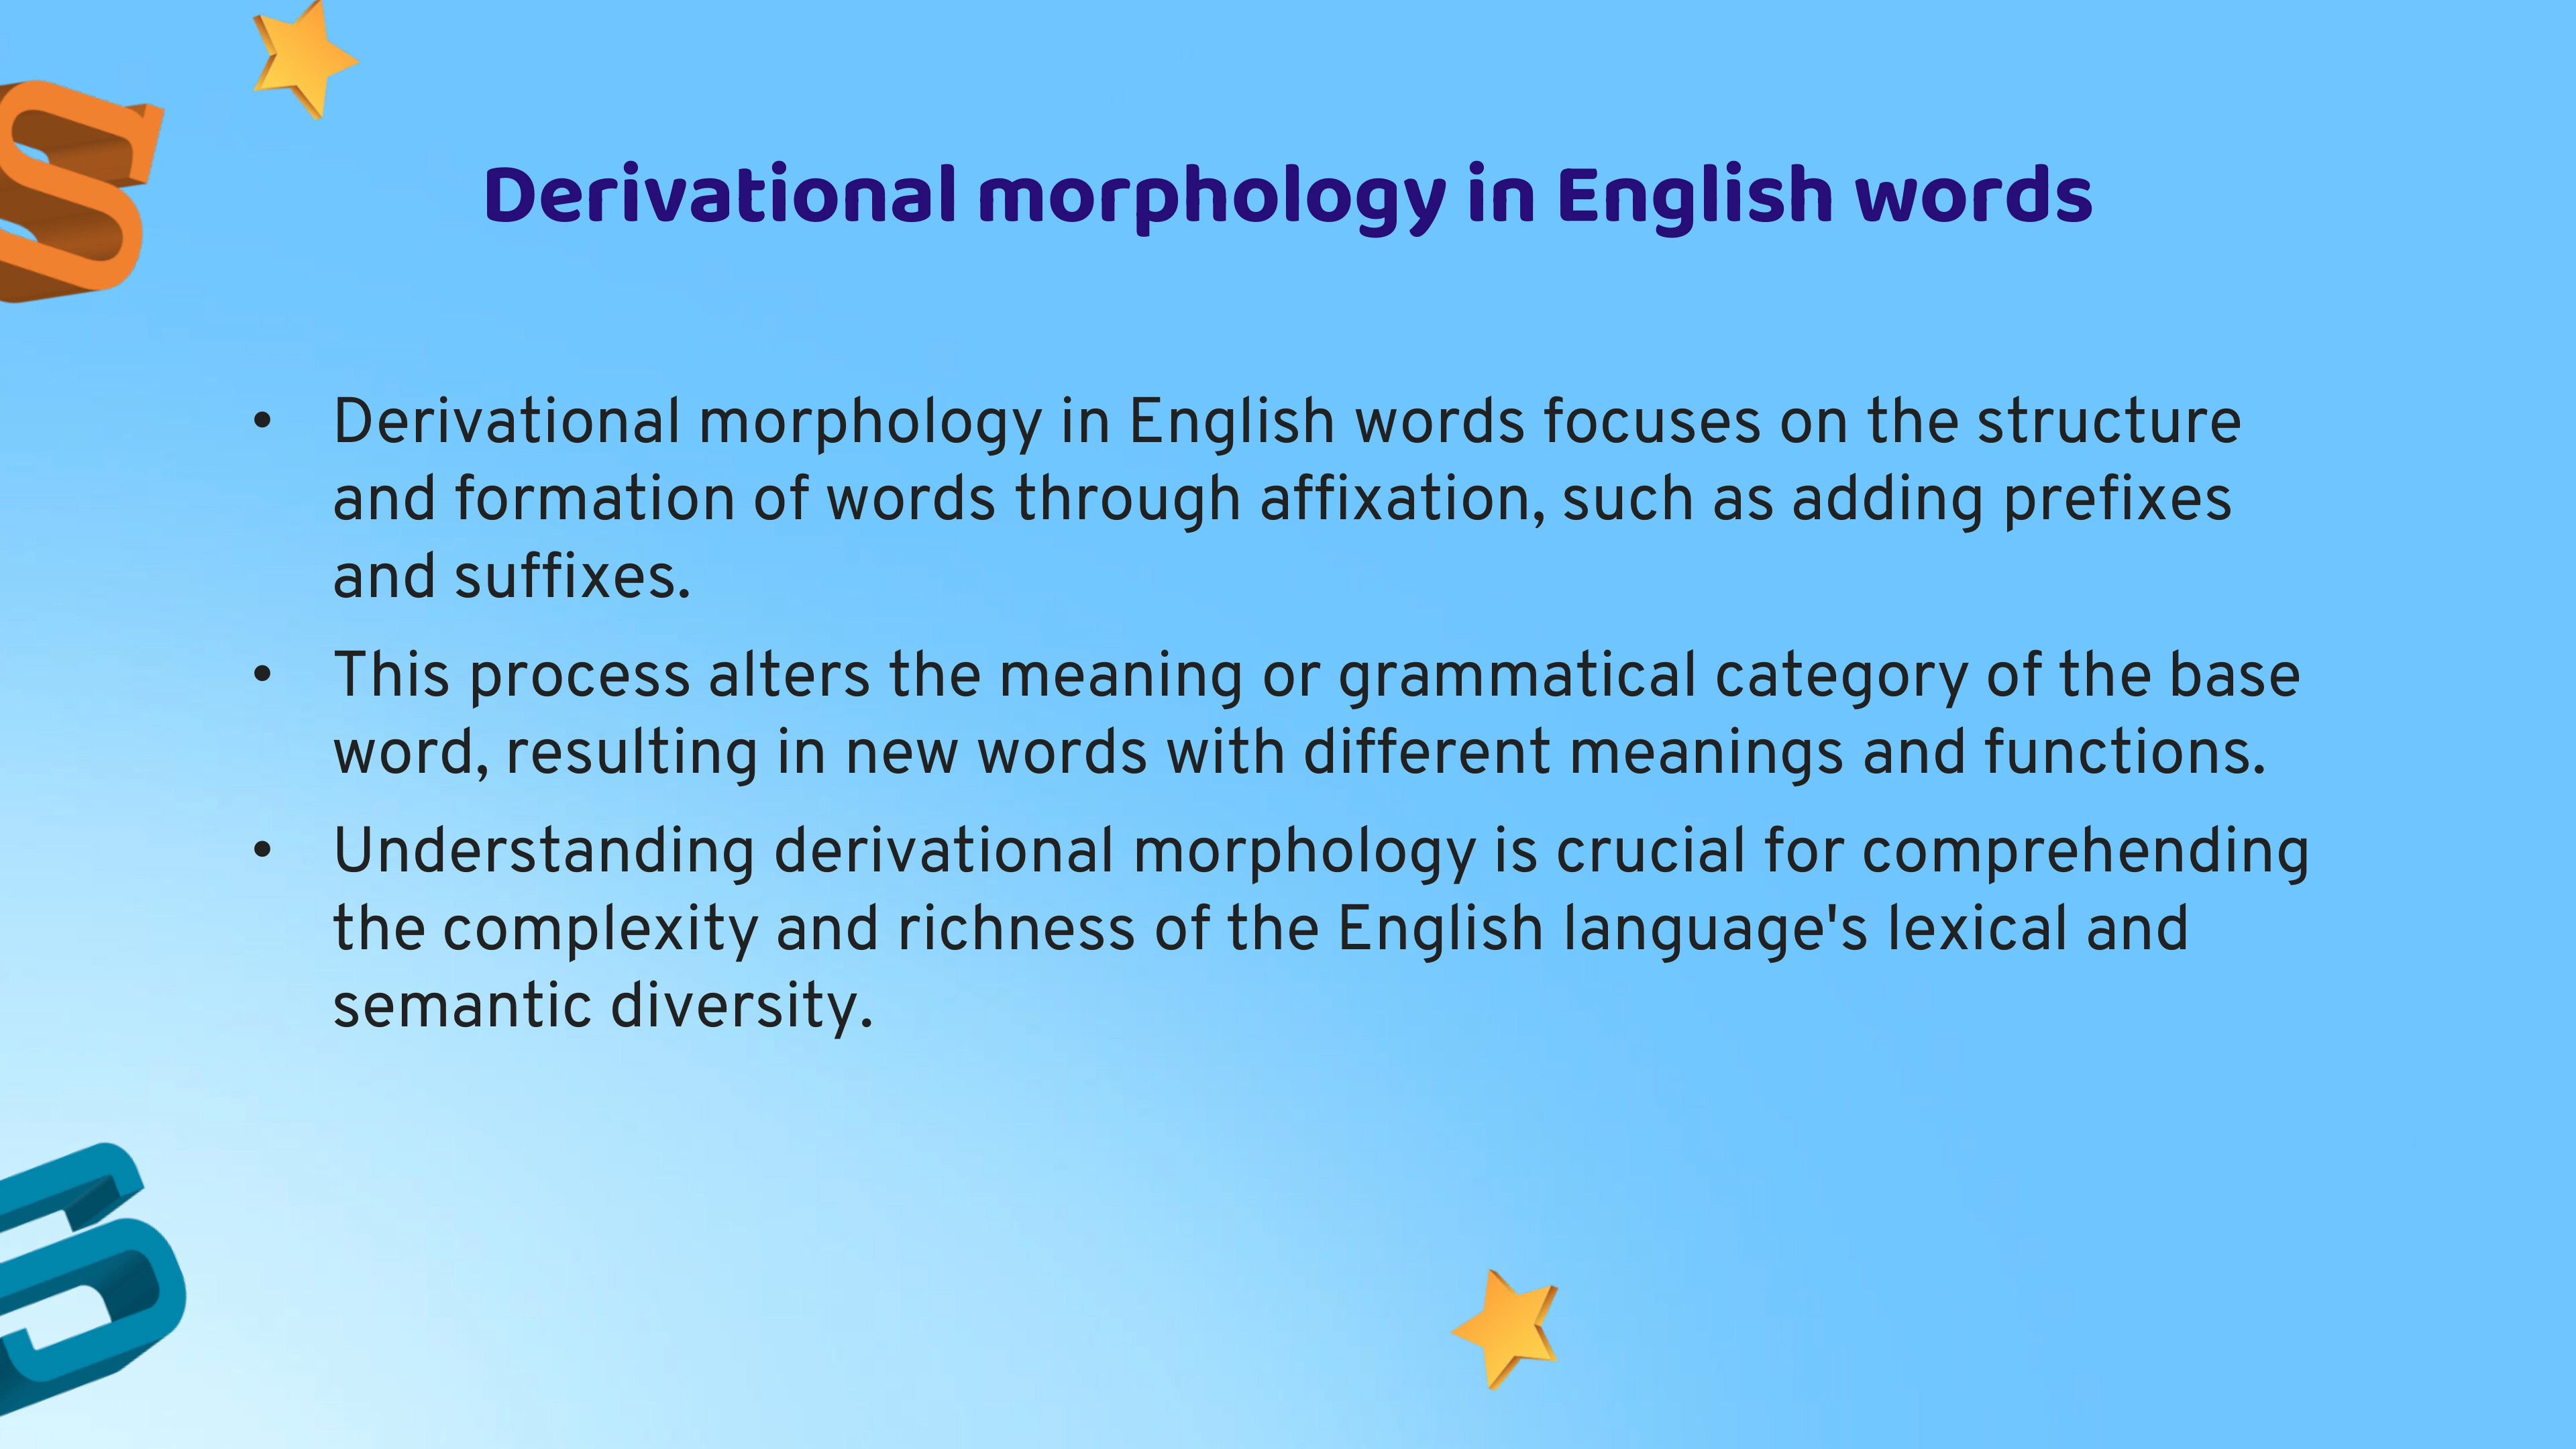 Derivational morphology in English words
• Derivational morphology in English words focuses on the structure
and formation of words through affixation, such as adding prefixes
and suffixes.
• This process alters the meaning or grammatical category of the base
word, resulting in new words with different meanings and functions.
• Understanding derivational morphology is crucial for comprehending
the complexity and richness of the English language's lexical and
semantic diversity.